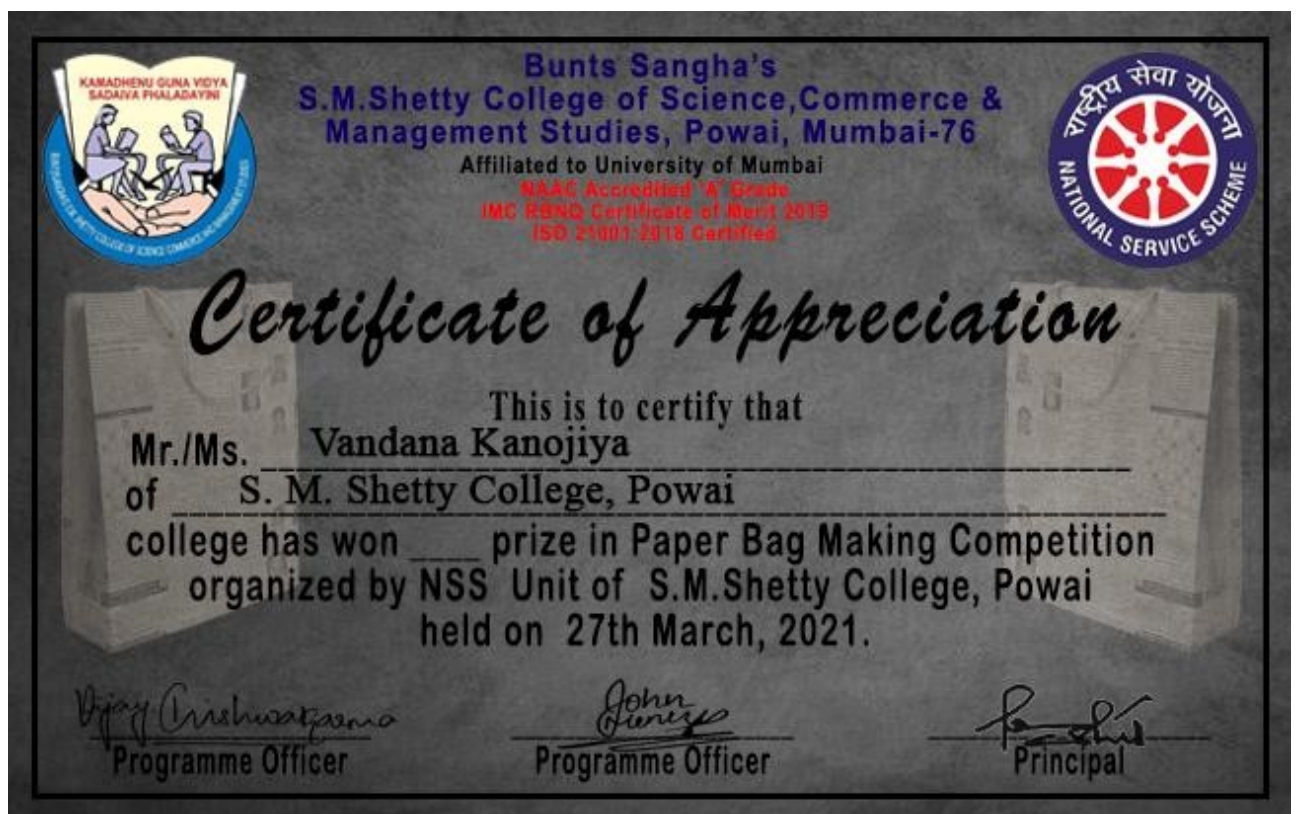 Bunts Sangha's
S.M.Shetty College of Science,Commerce &
Management Studies, Powai, Mumbai-76
Affiliated to University of Mumbai
NAAC Accredited 'A' Grade
IMC RBNQ Certificate of Merit 2019
ISO 21001:2018 Certified
KAMADHENU GUNA VIDYA
SADAIVA PHALADAYINI
राष्ट्रीय सेवा योजना
NATIONAL SERVICE SCHEME
Certificate of Appreciation
This is to certify that
Mr./Ms. Vandana Kanojiya
of S. M. Shetty College, Powai
college has won ____ prize in Paper Bag Making Competition
organized by NSS Unit of S.M.Shetty College, Powai
held on 27th March, 2021.
Vijay Vishwakarma
John
Programme Officer
Programme Officer
Principal